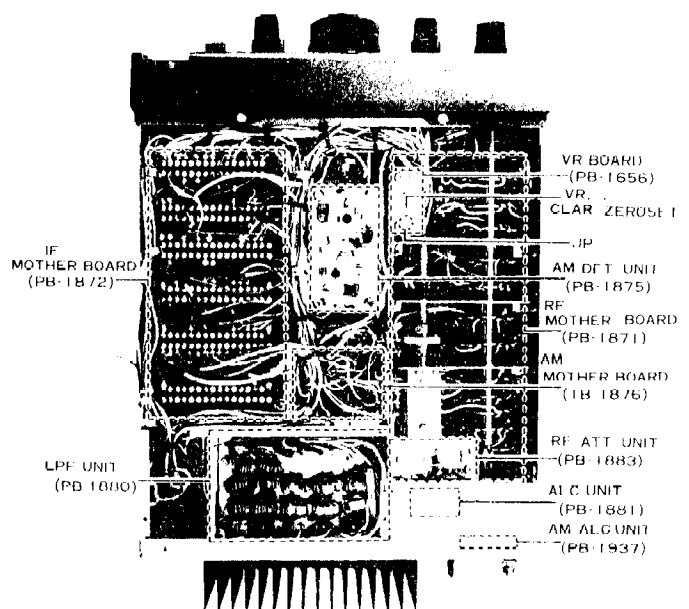 VR BOARD
(PB-1656)
VR,
CLAR ZEROSET
JP
IF
MOTHER BOARD
(PB-1872)
AM DET UNIT
(PB-1875)
RF
MOTHER BOARD
(PB-1871)
AM
MOTHER BOARD
(PB-1876)
RF ATT UNIT
(PB-1883)
LPF UNIT
(PB-1880)
ALC UNIT
(PB-1881)
AM ALC UNIT
(PB-1937)